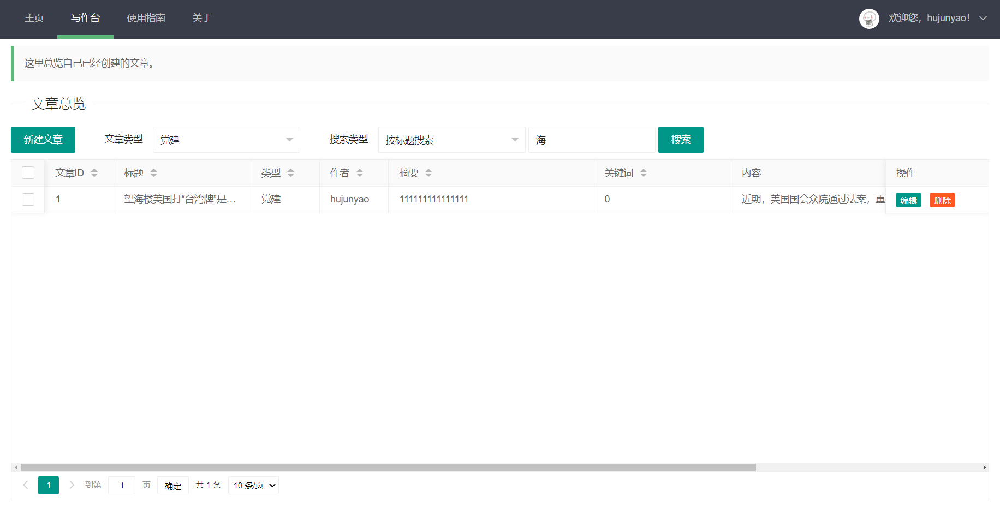 主页 写作台 使用指南 关于 欢迎您，hujunyao！
这里总览自己已经创建的文章。
文章总览
新建文章 文章类型 党建 搜索类型 按标题搜索 海 搜索
文章ID 标题 类型 作者 摘要 关键词 内容 操作
1 望海楼美国打“台湾牌”是… 党建 hujunyao 111111111111111 0 近期，美国国会众院通过法案，重 编辑 删除
1 到第 1 页 确定 共 1 条 10 条/页